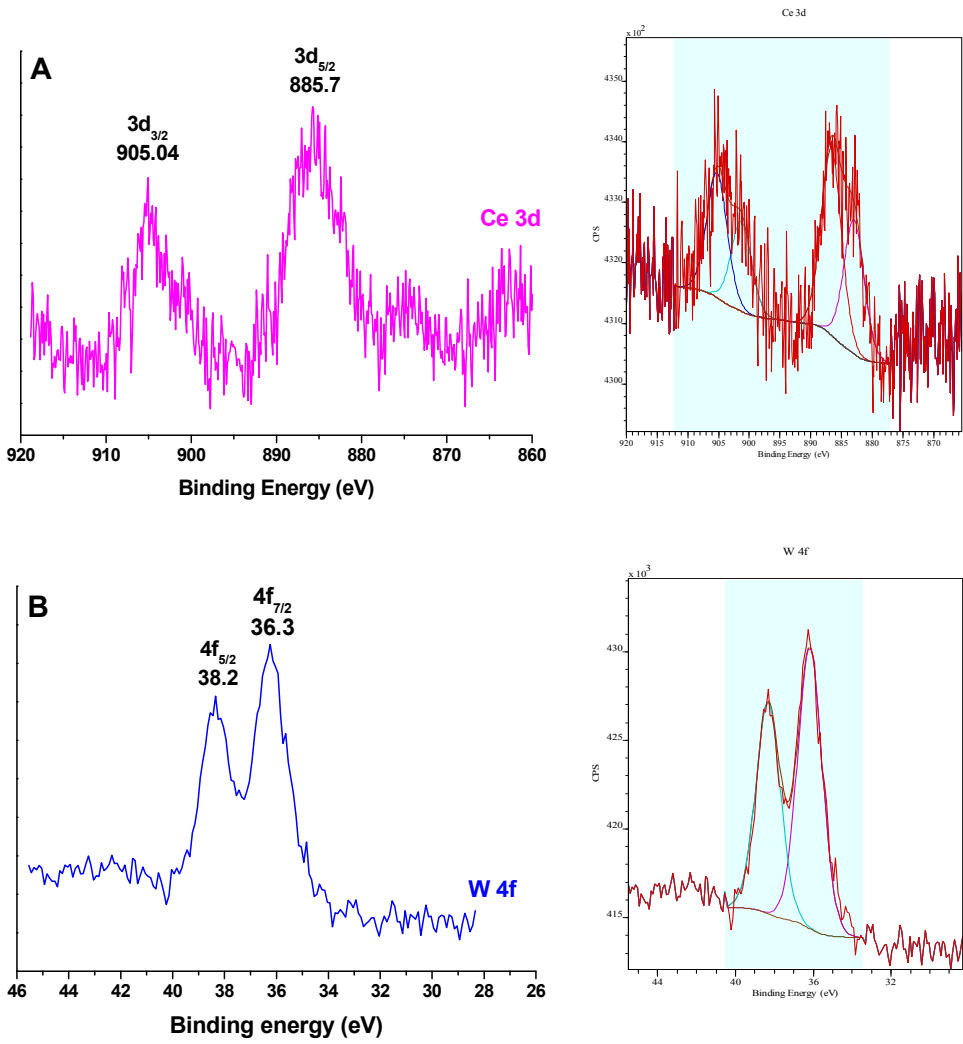 A
3d5/2
885.7
3d3/2
905.04
Ce 3d
920 910 900 890 880 870 860
Binding Energy (eV)
Ce 3d
x 10^2
4350
4340
4330
4320
4310
4300
CPS
920 915 910 905 900 895 890 885 880 875 870
Binding Energy (eV)
B
4f7/2
36.3
4f5/2
38.2
W 4f
46 44 42 40 38 36 34 32 30 28 26
Binding energy (eV)
W 4f
x 10^3
430
425
420
415
CPS
44 40 36 32
Binding Energy (eV)